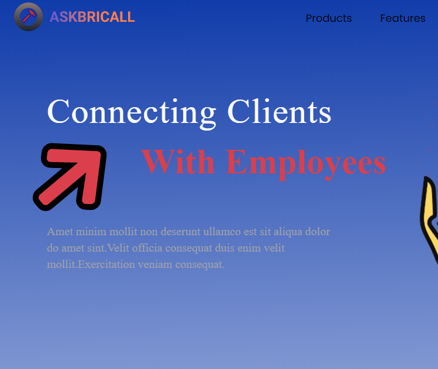 ASKBRICALL
Products Features
Connecting Clients
With Employees
Amet minim mollit non deserunt ullamco est sit aliqua dolor
do amet sint.Velit officia consequat duis enim velit
mollit.Exercitation veniam consequat.